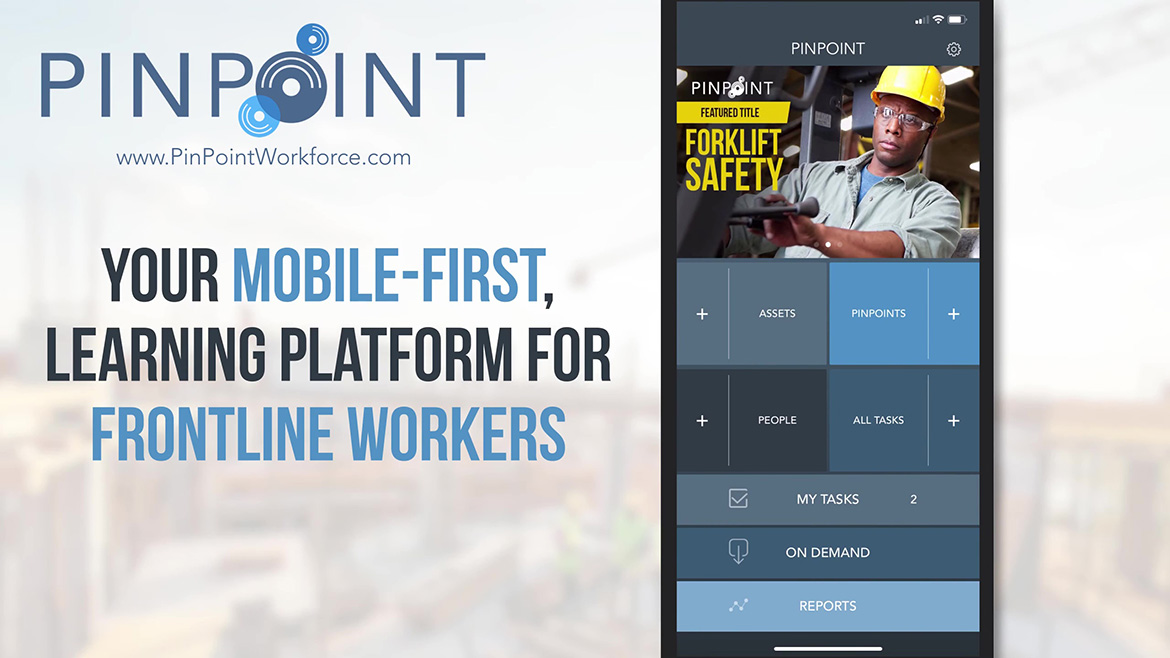 PINPOINT
www.PinPointWorkforce.com
YOUR MOBILE-FIRST,
LEARNING PLATFORM FOR
FRONTLINE WORKERS
PINPOINT
PINPOINT
FEATURED TITLE
FORKLIFT
SAFETY
+ ASSETS
PINPOINTS +
+ PEOPLE
ALL TASKS +
MY TASKS 2
ON DEMAND
REPORTS